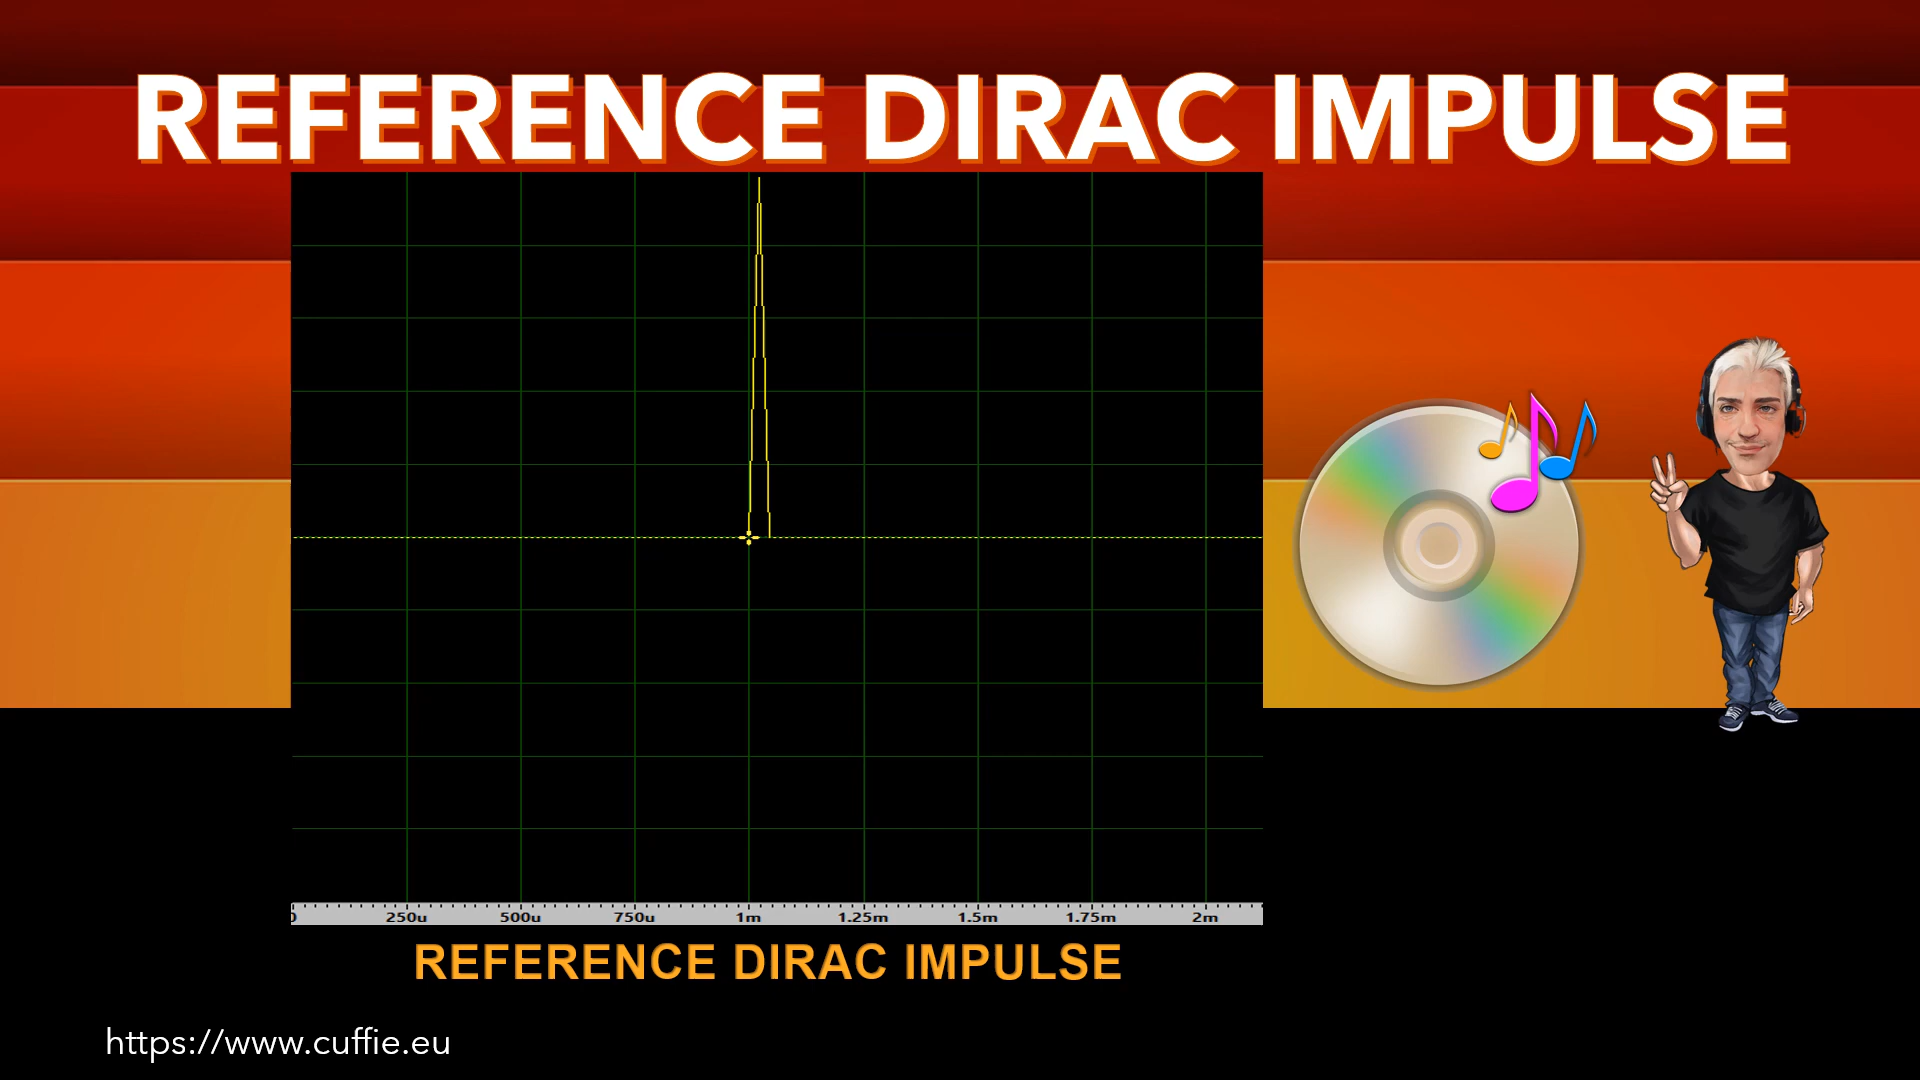 REFERENCE DIRAC IMPULSE
0 250u 500u 750u 1m 1.25m 1.5m 1.75m 2m
REFERENCE DIRAC IMPULSE
https://www.cuffie.eu